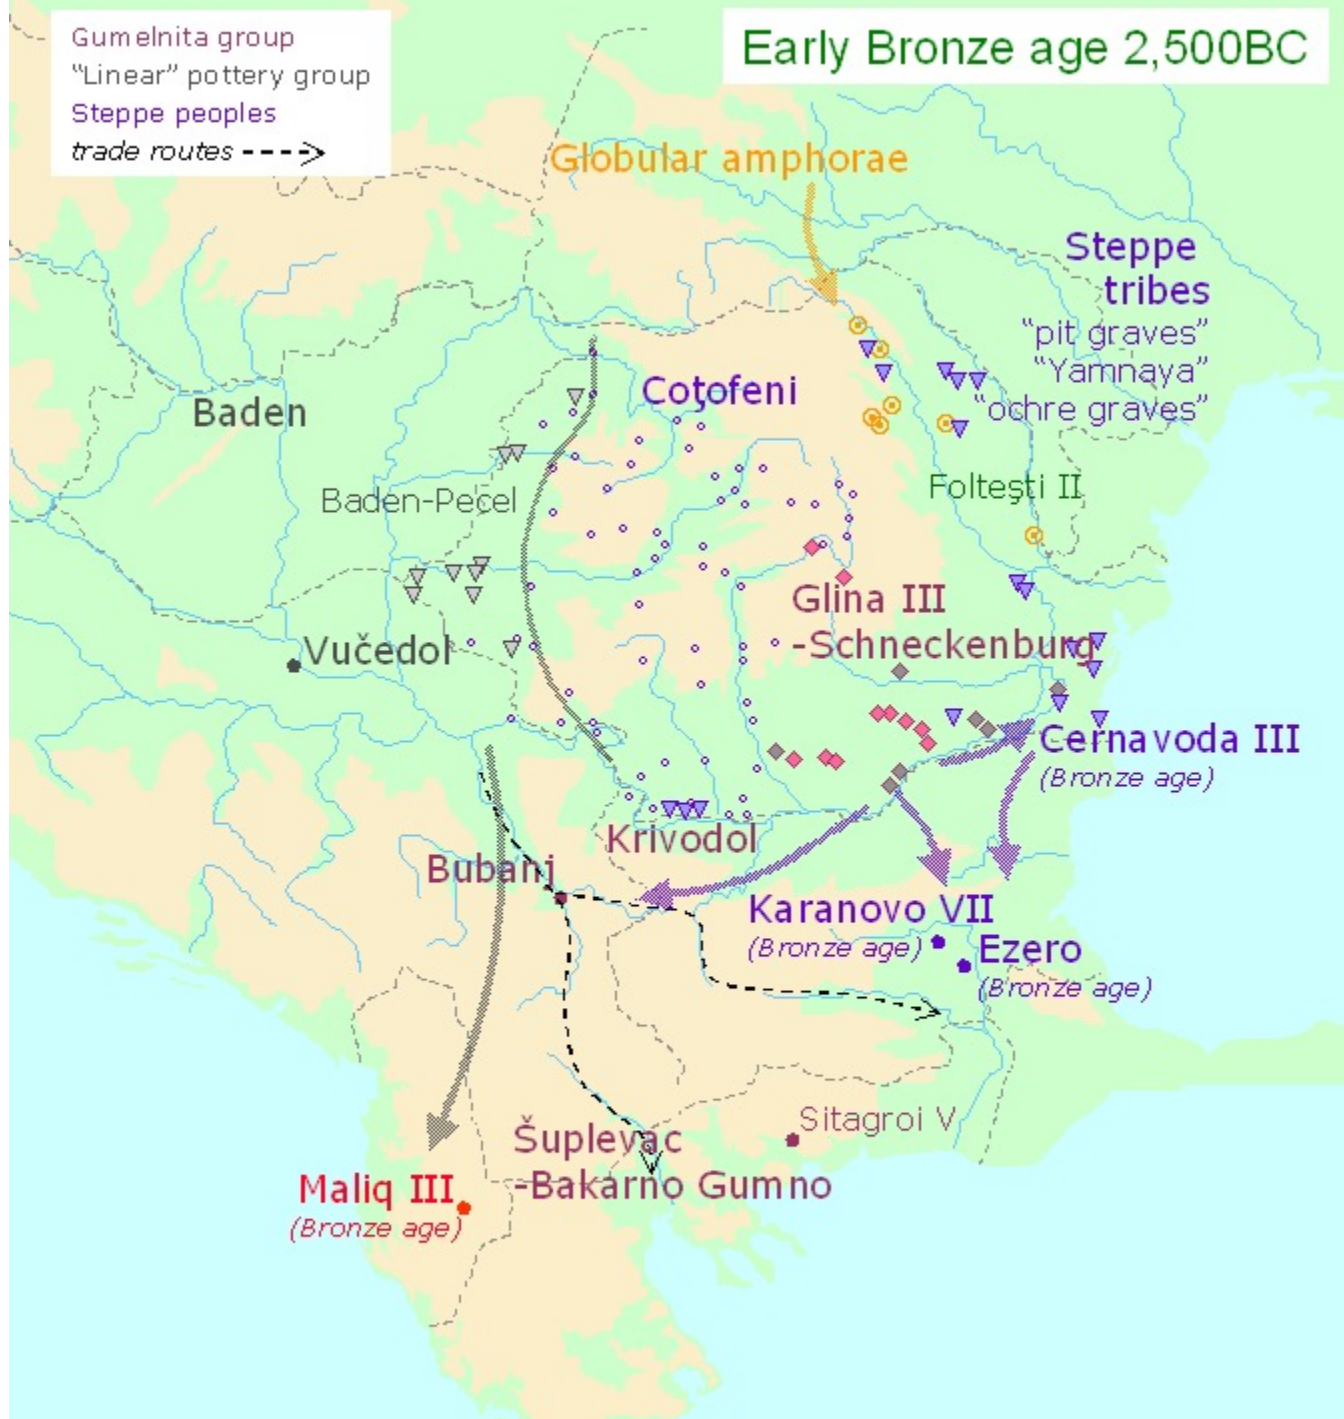 Gumelnita group
“Linear” pottery group
Steppe peoples
trade routes
Early Bronze age 2,500BC
Globular amphorae
Steppe
tribes
“pit graves”
“Yamnaya”
“ochre graves”
Coţofeni
Baden
Baden-Pecel
Folteşti II
Glina III
-Schneckenburg
Vučedol
Cernavoda III
(Bronze age)
Krivodol
Bubanj
Karanovo VII
(Bronze age)
Ezero
(Bronze age)
Sitagroi V
Šuplevac
-Bakarno Gumno
Maliq III
(Bronze age)